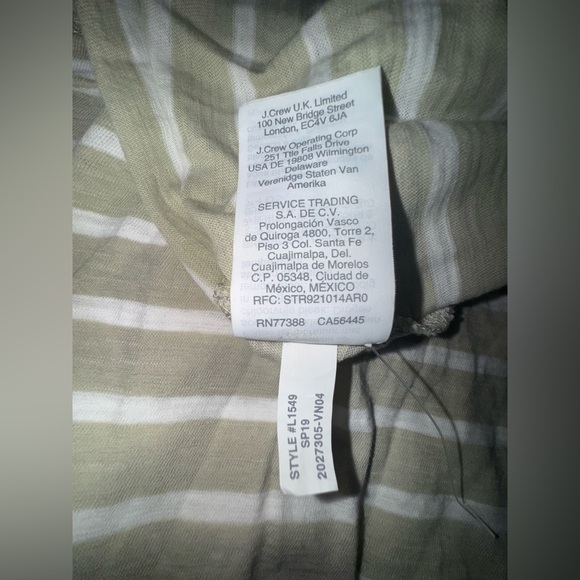 J.Crew U.K. Limited
100 New Bridge Street
London, EC4V 6JA
J.Crew Operating Corp
251 Ttle Falls Drive
USA DE 19808 Wilmington
Delaware
Verenidge Staten Van
Amerika
SERVICE TRADING
S.A. DE C.V.
Prolongación Vasco
de Quiroga 4800, Torre 2,
Piso 3 Col. Santa Fe
Cuajimalpa, Del.
Cuajimalpa de Morelos
C.P. 05348, Ciudad de
México, MÉXICO
RFC: STR921014AR0
RN77388 CA56445
STYLE #L1549
SP19
2027305-VN04